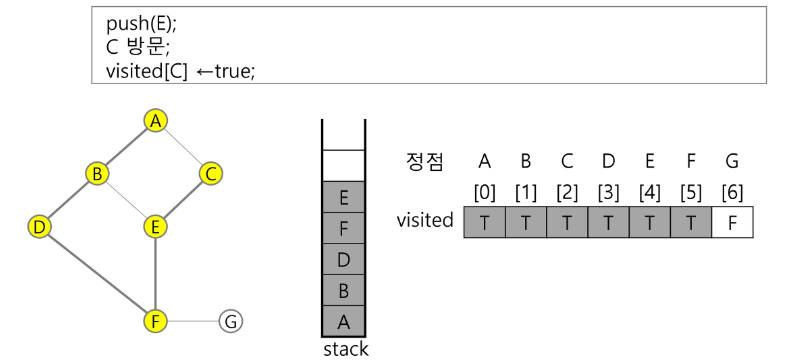 push(E);
C 방문;
visited[C] ←true;
A
B
C
D
E
F
G
E
F
D
B
A
stack
정점 A B C D E F G
[0] [1] [2] [3] [4] [5] [6]
visited T T T T T T F